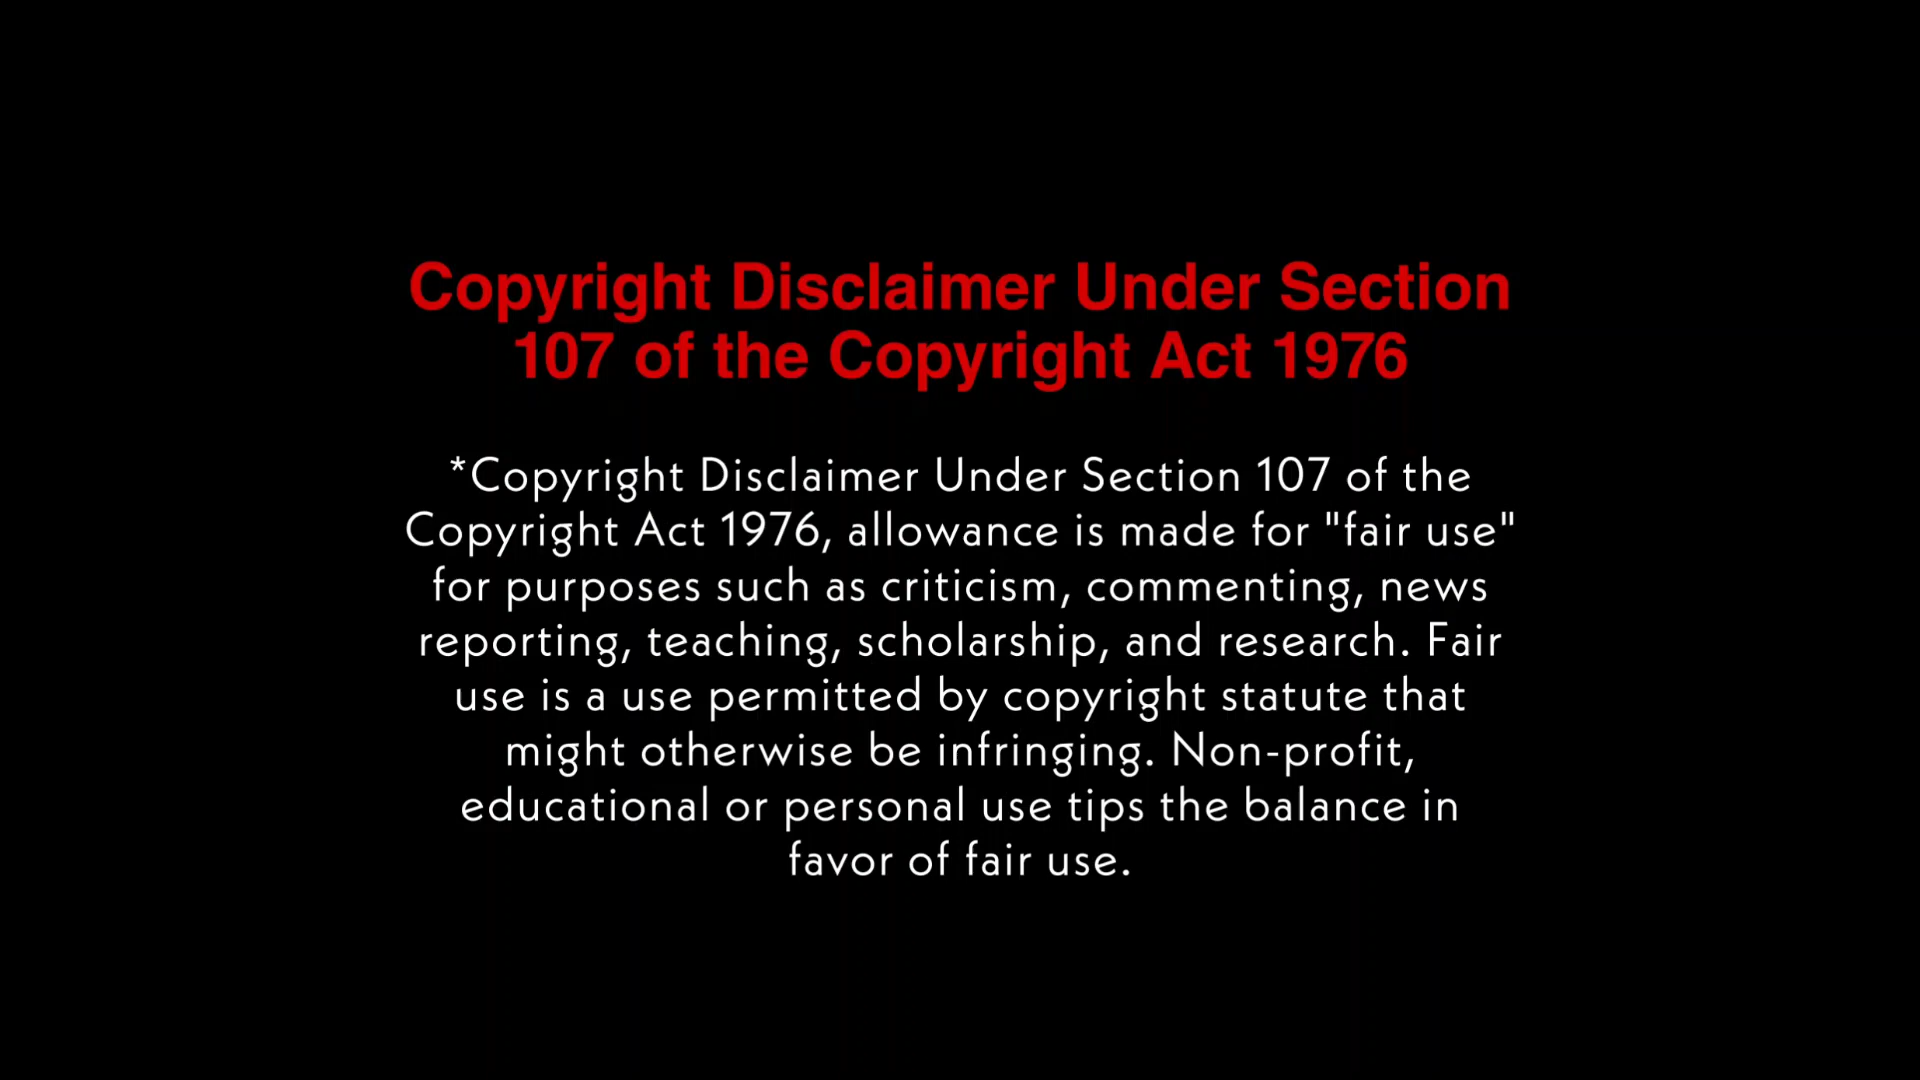 Copyright Disclaimer Under Section
107 of the Copyright Act 1976
*Copyright Disclaimer Under Section 107 of the
Copyright Act 1976, allowance is made for "fair use"
for purposes such as criticism, commenting, news
reporting, teaching, scholarship, and research. Fair
use is a use permitted by copyright statute that
might otherwise be infringing. Non-profit,
educational or personal use tips the balance in
favor of fair use.